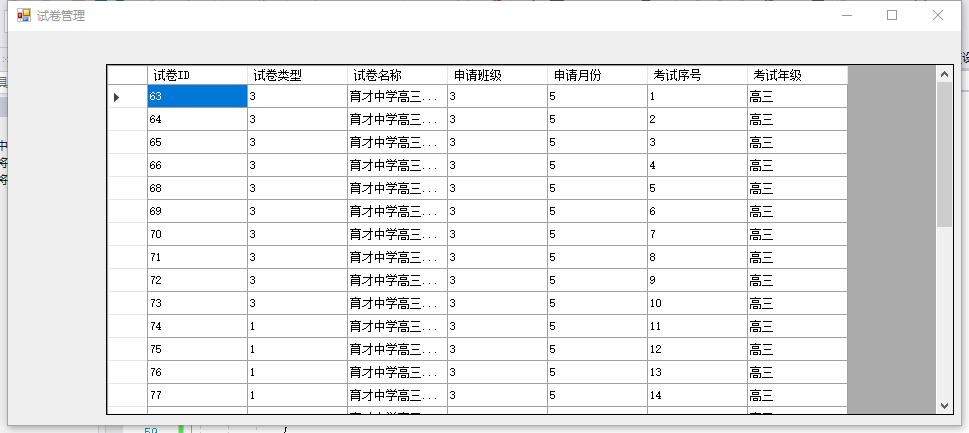 试卷管理
试卷ID 试卷类型 试卷名称 申请班级 申请月份 考试序号 考试年级
63 3 育才中学高三... 3 5 1 高三
64 3 育才中学高三... 3 5 2 高三
65 3 育才中学高三... 3 5 3 高三
66 3 育才中学高三... 3 5 4 高三
68 3 育才中学高三... 3 5 5 高三
69 3 育才中学高三... 3 5 6 高三
70 3 育才中学高三... 3 5 7 高三
71 3 育才中学高三... 3 5 8 高三
72 3 育才中学高三... 3 5 9 高三
73 3 育才中学高三... 3 5 10 高三
74 1 育才中学高三... 3 5 11 高三
75 1 育才中学高三... 3 5 12 高三
76 1 育才中学高三... 3 5 13 高三
77 1 育才中学高三... 3 5 14 高三